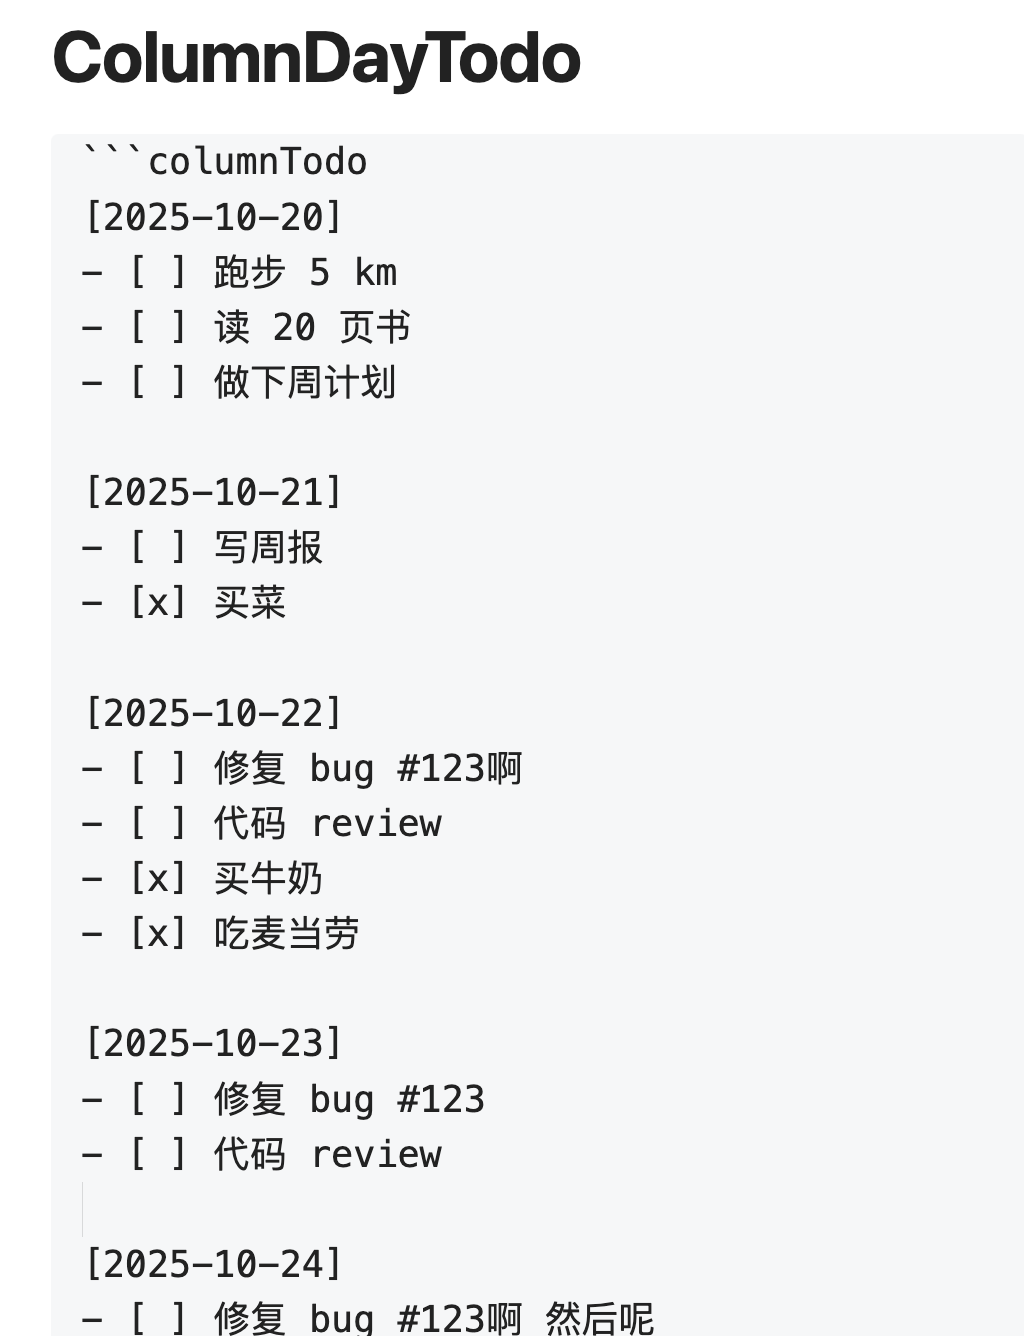 ColumnDayTodo
```columnTodo
[2025-10-20]
- [ ] 跑步 5 km
- [ ] 读 20 页书
- [ ] 做下周计划
[2025-10-21]
- [ ] 写周报
- [x] 买菜
[2025-10-22]
- [ ] 修复 bug #123啊
- [ ] 代码 review
- [x] 买牛奶
- [x] 吃麦当劳
[2025-10-23]
- [ ] 修复 bug #123
- [ ] 代码 review
[2025-10-24]
- [ ] 修复 bug #123啊 然后呢